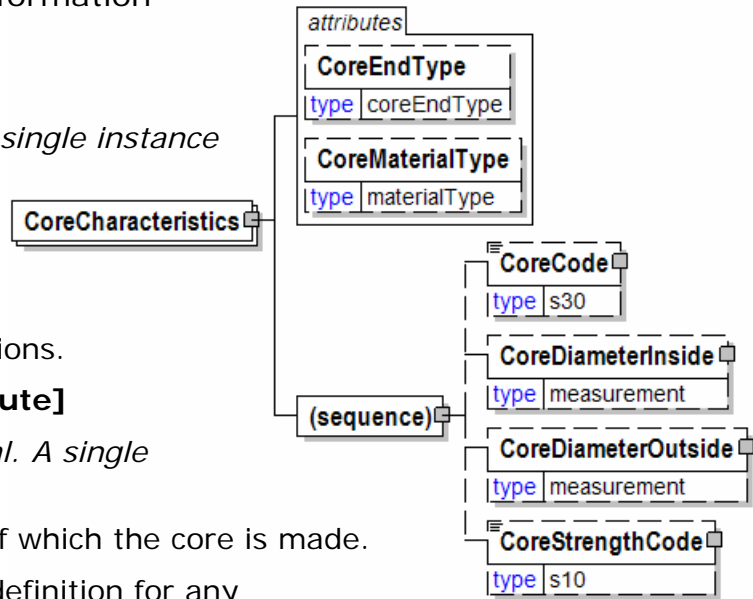 formation
single instance
ions.
ute]
l. A single
f which the core is made.
definition for any
CoreCharacteristics
attributes
CoreEndType
type coreEndType
CoreMaterialType
type materialType
(sequence)
CoreCode
type s30
CoreDiameterInside
type measurement
CoreDiameterOutside
type measurement
CoreStrengthCode
type s10